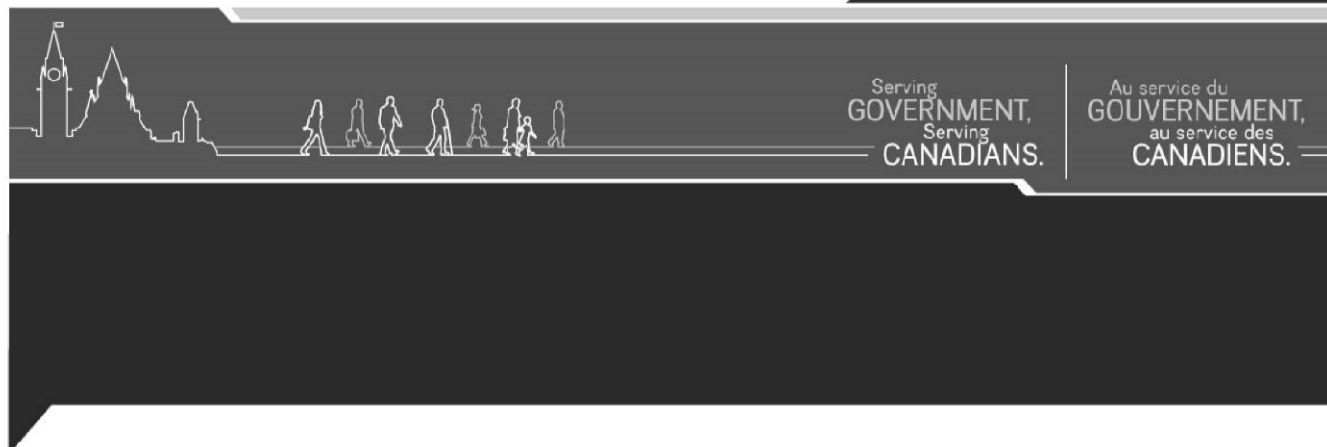 Serving
GOVERNMENT,
Serving
CANADIANS.
Au service du
GOUVERNEMENT,
au service des
CANADIENS.